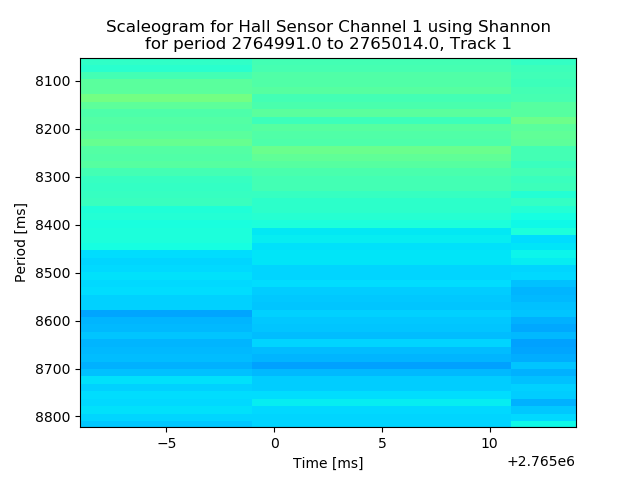 Scaleogram for Hall Sensor Channel 1 using Shannon
for period 2764991.0 to 2765014.0, Track 1
8100
8200
8300
8400
8500
8600
8700
8800
Period [ms]
−5
0
5
10
Time [ms]
+2.765e6